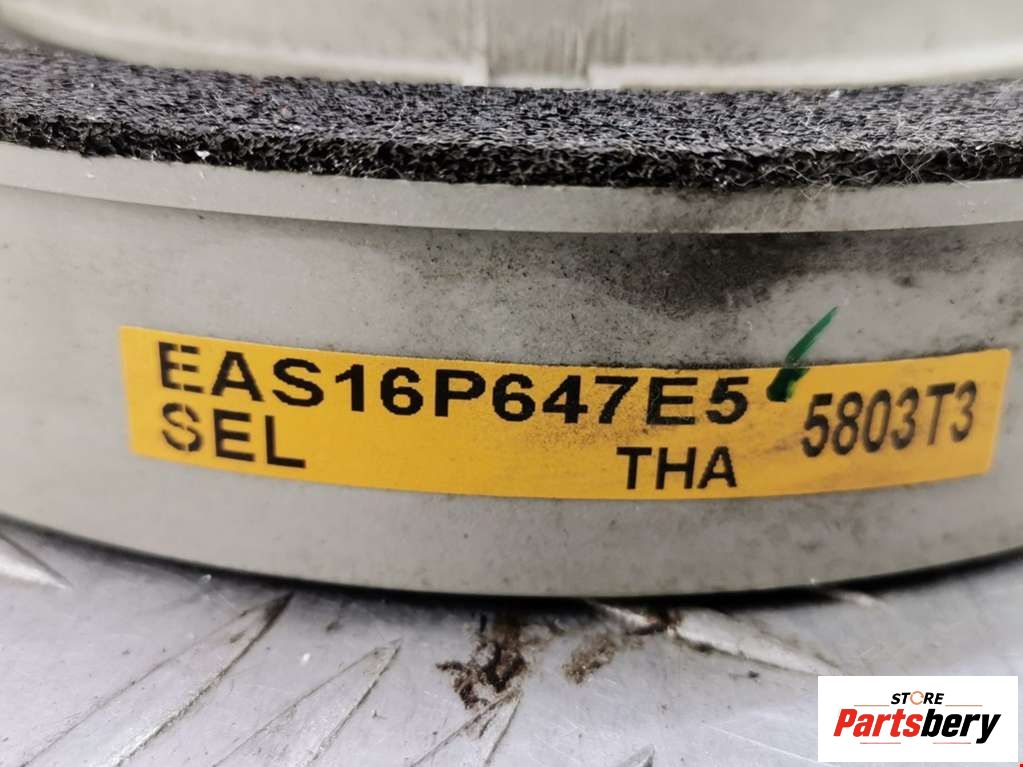 EAS16P647E5 5803T3
SEL THA
STORE
Partsbery